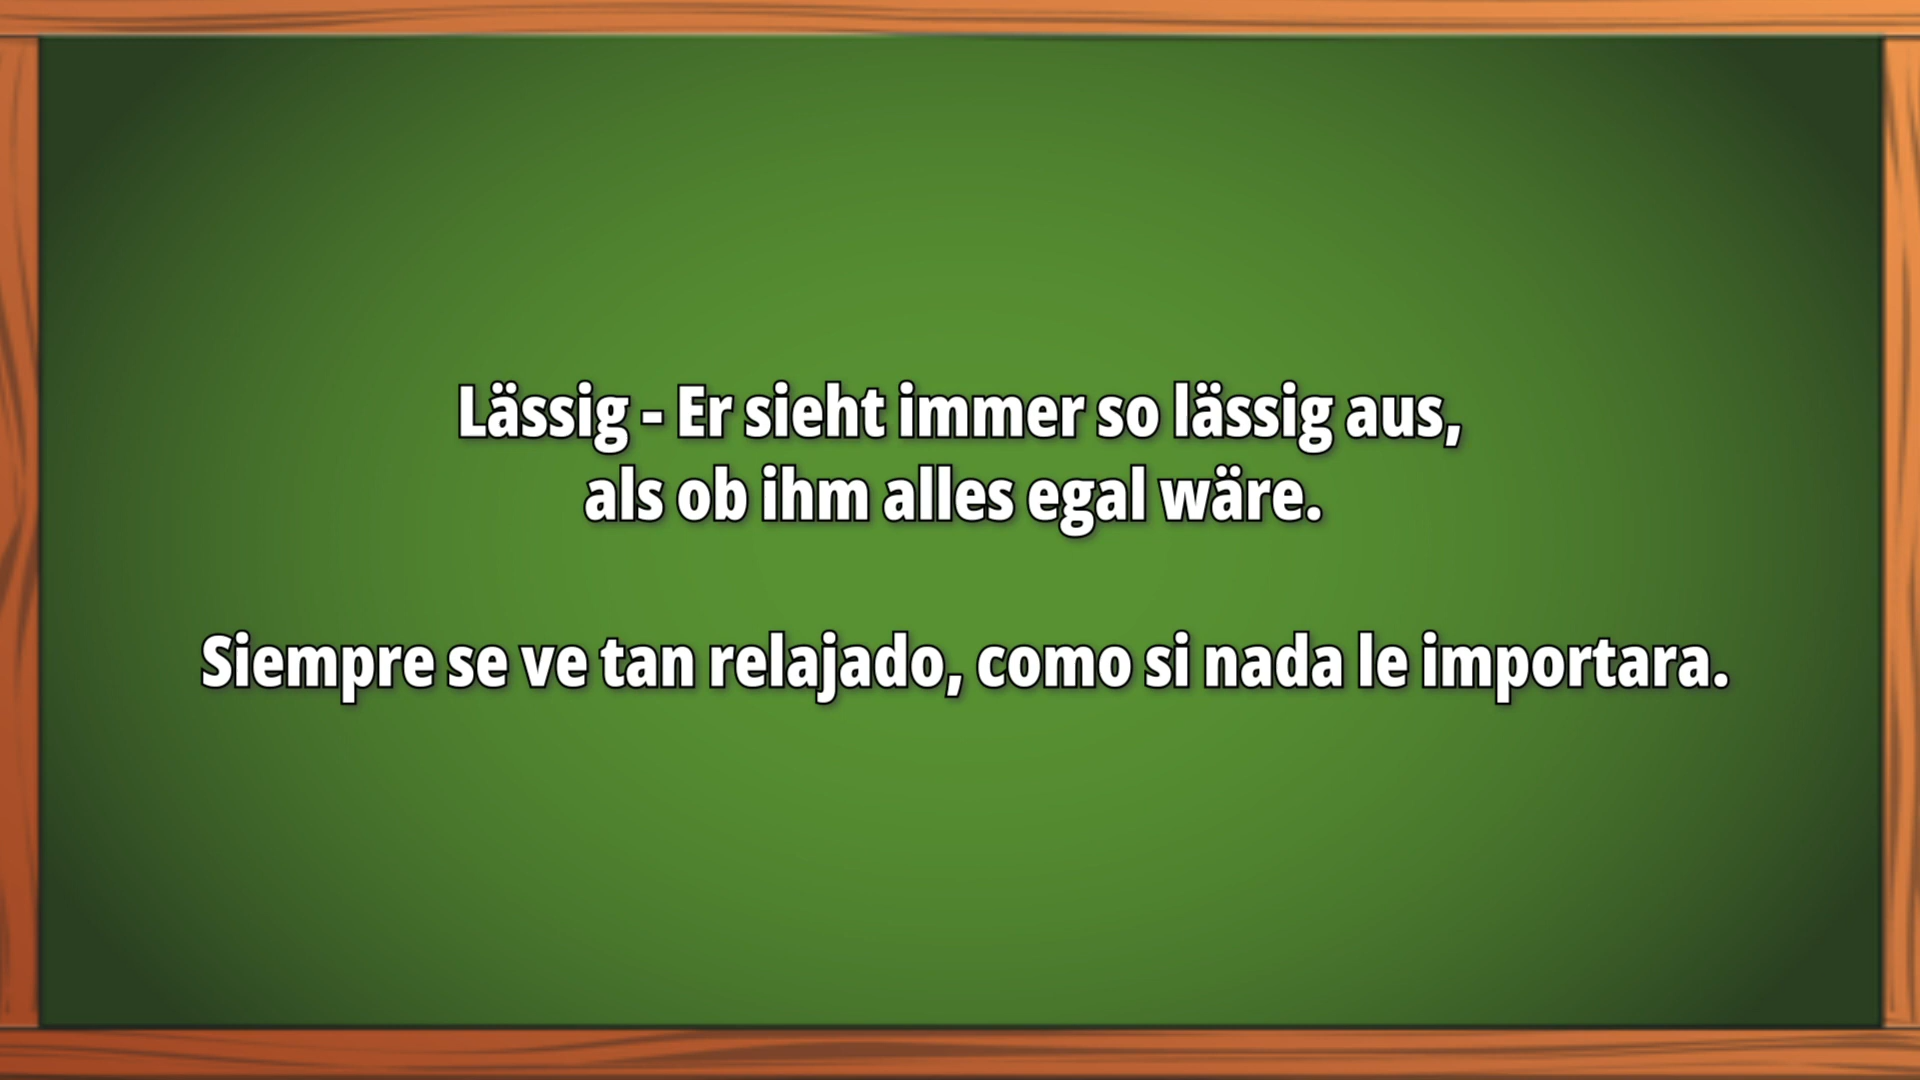 Lässig - Er sieht immer so lässig aus,
als ob ihm alles egal wäre.
Siempre se ve tan relajado, como si nada le importara.